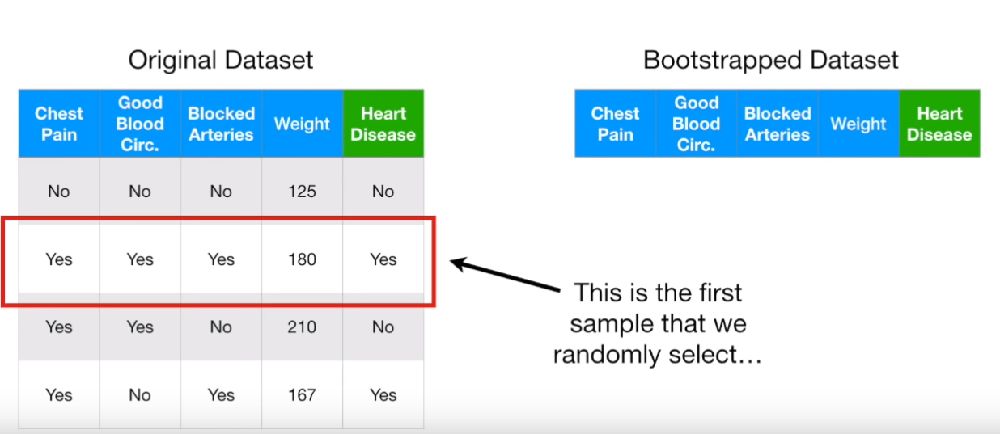 Original Dataset
Bootstrapped Dataset
Chest Pain Good Blood Circ. Blocked Arteries Weight Heart Disease
Chest Pain Good Blood Circ. Blocked Arteries Weight Heart Disease
No No No 125 No
Yes Yes Yes 180 Yes
Yes Yes No 210 No
Yes No Yes 167 Yes
This is the first
sample that we
randomly select…